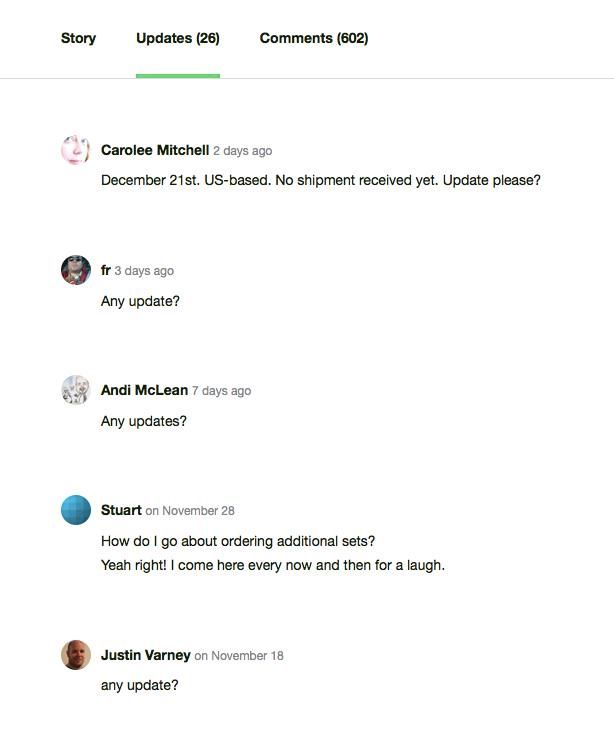 Story Updates (26) Comments (602)
Carolee Mitchell 2 days ago
December 21st. US-based. No shipment received yet. Update please?
fr 3 days ago
Any update?
Andi McLean 7 days ago
Any updates?
Stuart on November 28
How do I go about ordering additional sets?
Yeah right! I come here every now and then for a laugh.
Justin Varney on November 18
any update?